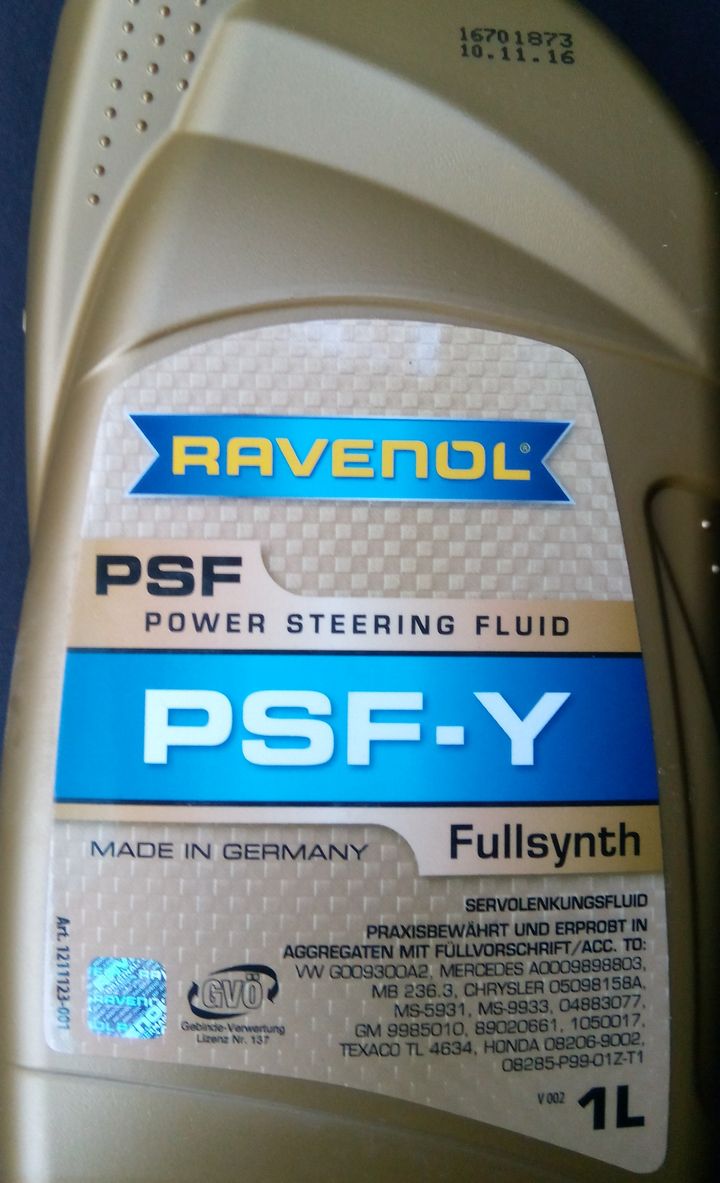 16701873
10.11.16
RAVENOL®
PSF
POWER STEERING FLUID
PSF-Y
Fullsynth
MADE IN GERMANY
SERVOLENKUNGSFLUID
PRAXISBEWÄHRT UND ERPROBT IN
AGGREGATEN MIT FÜLLVORSCHRIFT/ACC. TO:
VW G009300A2, MERCEDES A0009898803,
MB 236.3, CHRYSLER 05098158A,
MS-5931, MS-9933, 04883077,
GM 9985010, 89020661, 1050017,
TEXACO TL 4634, HONDA 08206-9002,
08285-P99-01Z-T1
Art. 1211123-001
RAVENOL
GVÖ
Gebinde-Verwertung
Lizenz Nr. 137
V 002
1L